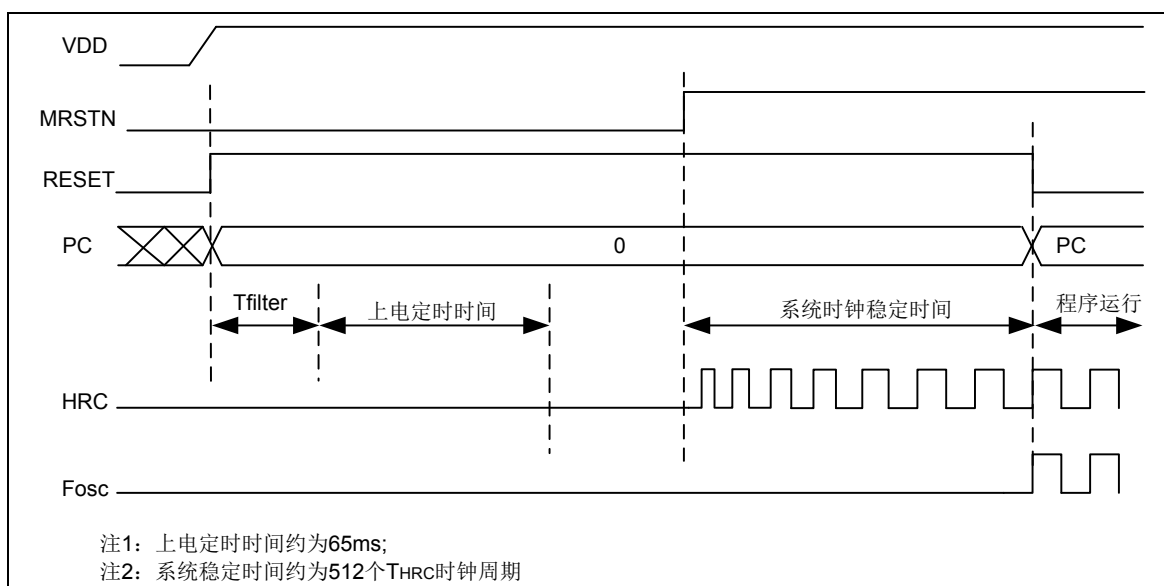 VDD
MRSTN
RESET
PC
0
PC
Tfilter
上电定时时间
系统时钟稳定时间
程序运行
HRC
Fosc
注1：上电定时时间约为65ms;
注2：系统稳定时间约为512个THRC时钟周期